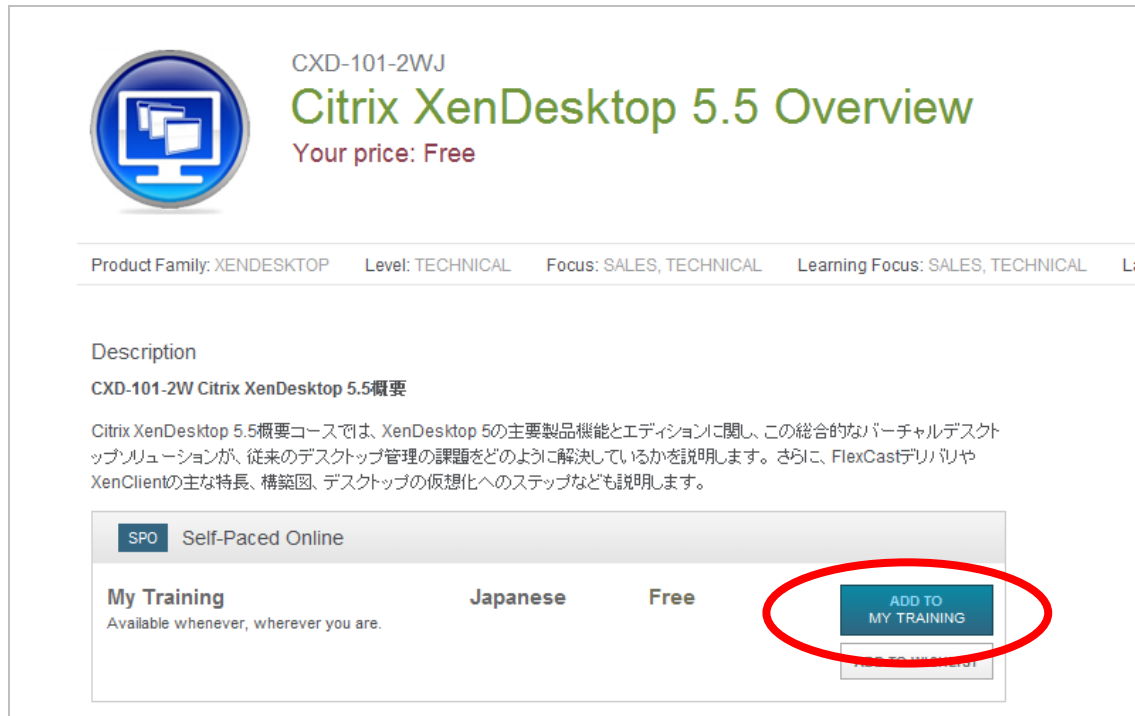 CXD-101-2WJ
Citrix XenDesktop 5.5 Overview
Your price: Free
Product Family: XENDESKTOP Level: TECHNICAL Focus: SALES, TECHNICAL Learning Focus: SALES, TECHNICAL
Description
CXD-101-2W Citrix XenDesktop 5.5概要
Citrix XenDesktop 5.5概要コースでは、XenDesktop 5の主要製品機能とエディションに関し、この総合的なバーチャルデスクト
ップソリューションが、従来のデスクトップ管理の課題をどのように解決しているかを説明します。さらに、FlexCastデリバリや
XenClientの主な特長、構築図、デスクトップの仮想化へのステップなども説明します。
SPO Self-Paced Online
My Training Japanese Free ADD TO
MY TRAINING
Available whenever, wherever you are.
ADD TO WISHLIST